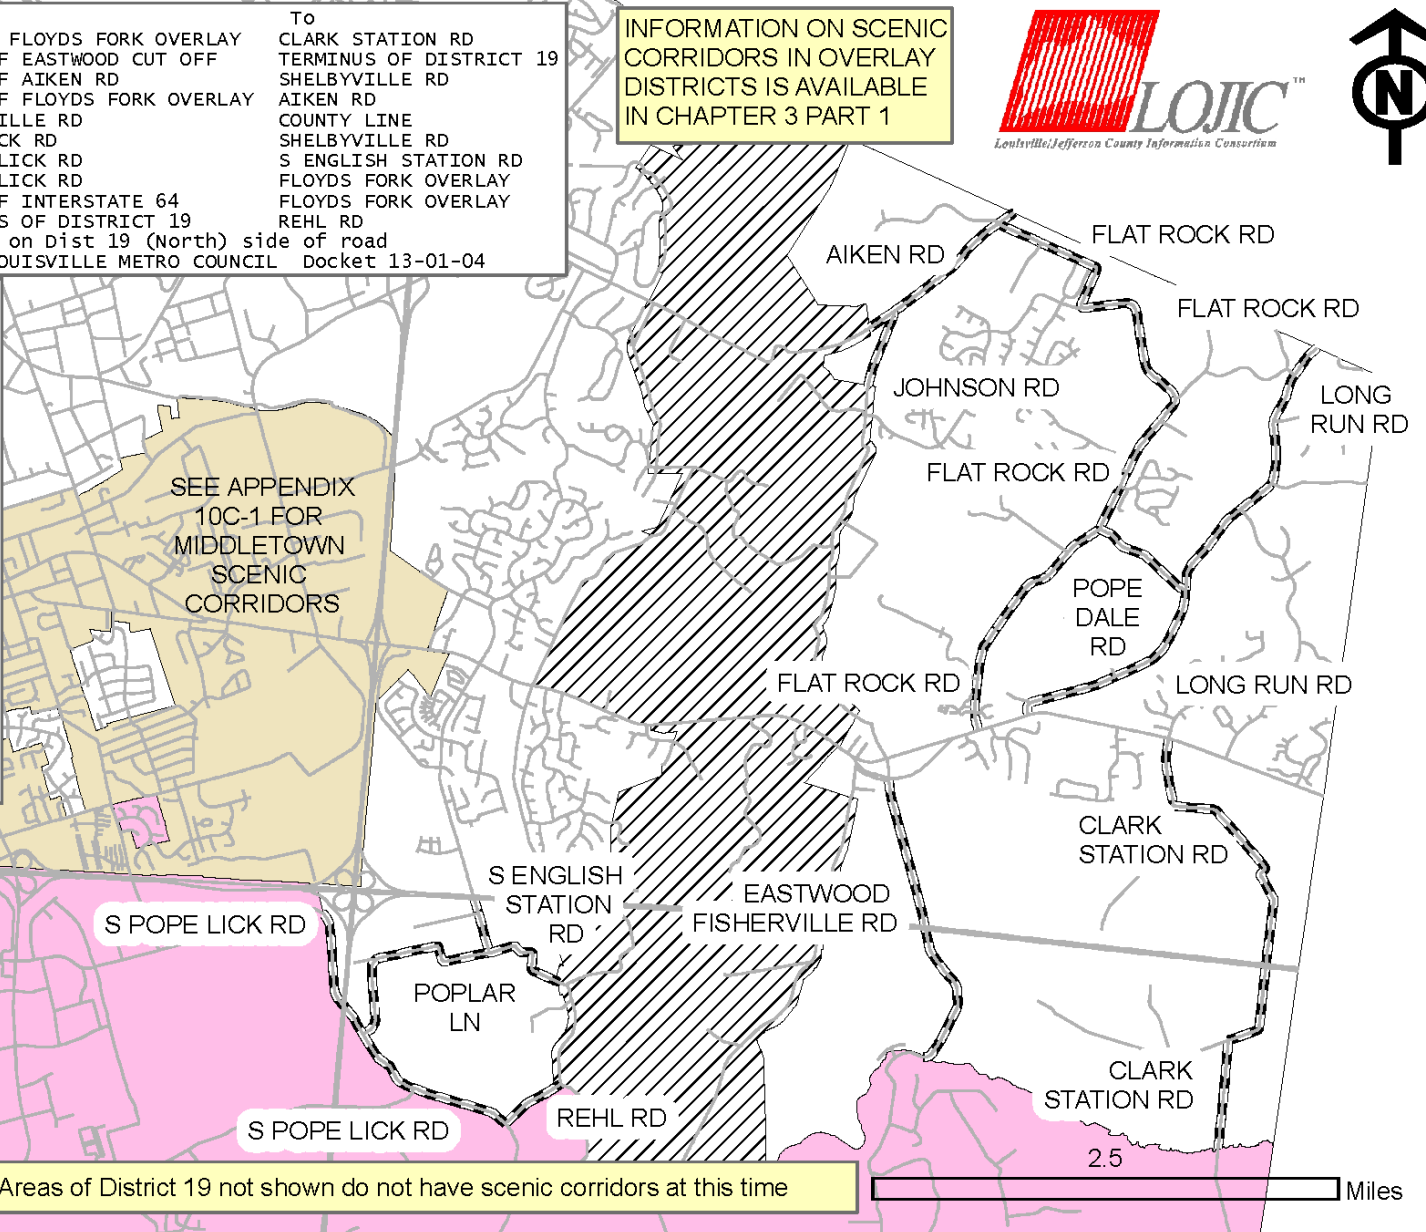 To
FLOYDS FORK OVERLAY CLARK STATION RD
F EASTWOOD CUT OFF TERMINUS OF DISTRICT 19
F AIKEN RD SHELBYVILLE RD
F FLOYDS FORK OVERLAY AIKEN RD
ILLE RD COUNTY LINE
CK RD SHELBYVILLE RD
LICK RD S ENGLISH STATION RD
LICK RD FLOYDS FORK OVERLAY
F INTERSTATE 64 FLOYDS FORK OVERLAY
S OF DISTRICT 19 REHL RD
on Dist 19 (North) side of road
OUISVILLE METRO COUNCIL Docket 13-01-04
INFORMATION ON SCENIC
CORRIDORS IN OVERLAY
DISTRICTS IS AVAILABLE
IN CHAPTER 3 PART 1
LOJIC™
Louisville/Jefferson County Information Consortium
N
FLAT ROCK RD
AIKEN RD
FLAT ROCK RD
JOHNSON RD
LONG
RUN RD
FLAT ROCK RD
SEE APPENDIX
10C-1 FOR
MIDDLETOWN
SCENIC
CORRIDORS
POPE
DALE
RD
FLAT ROCK RD
LONG RUN RD
CLARK
STATION RD
S ENGLISH
STATION
RD
EASTWOOD
FISHERVILLE RD
S POPE LICK RD
POPLAR
LN
CLARK
STATION RD
REHL RD
S POPE LICK RD
2.5
Miles
Areas of District 19 not shown do not have scenic corridors at this time